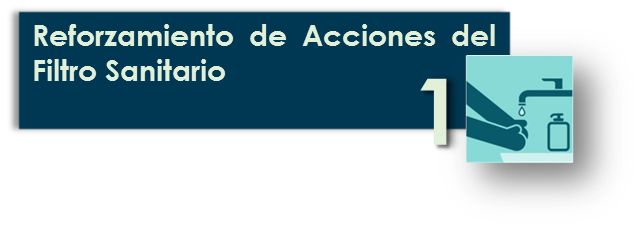 Reforzamiento de Acciones del
Filtro Sanitario
1